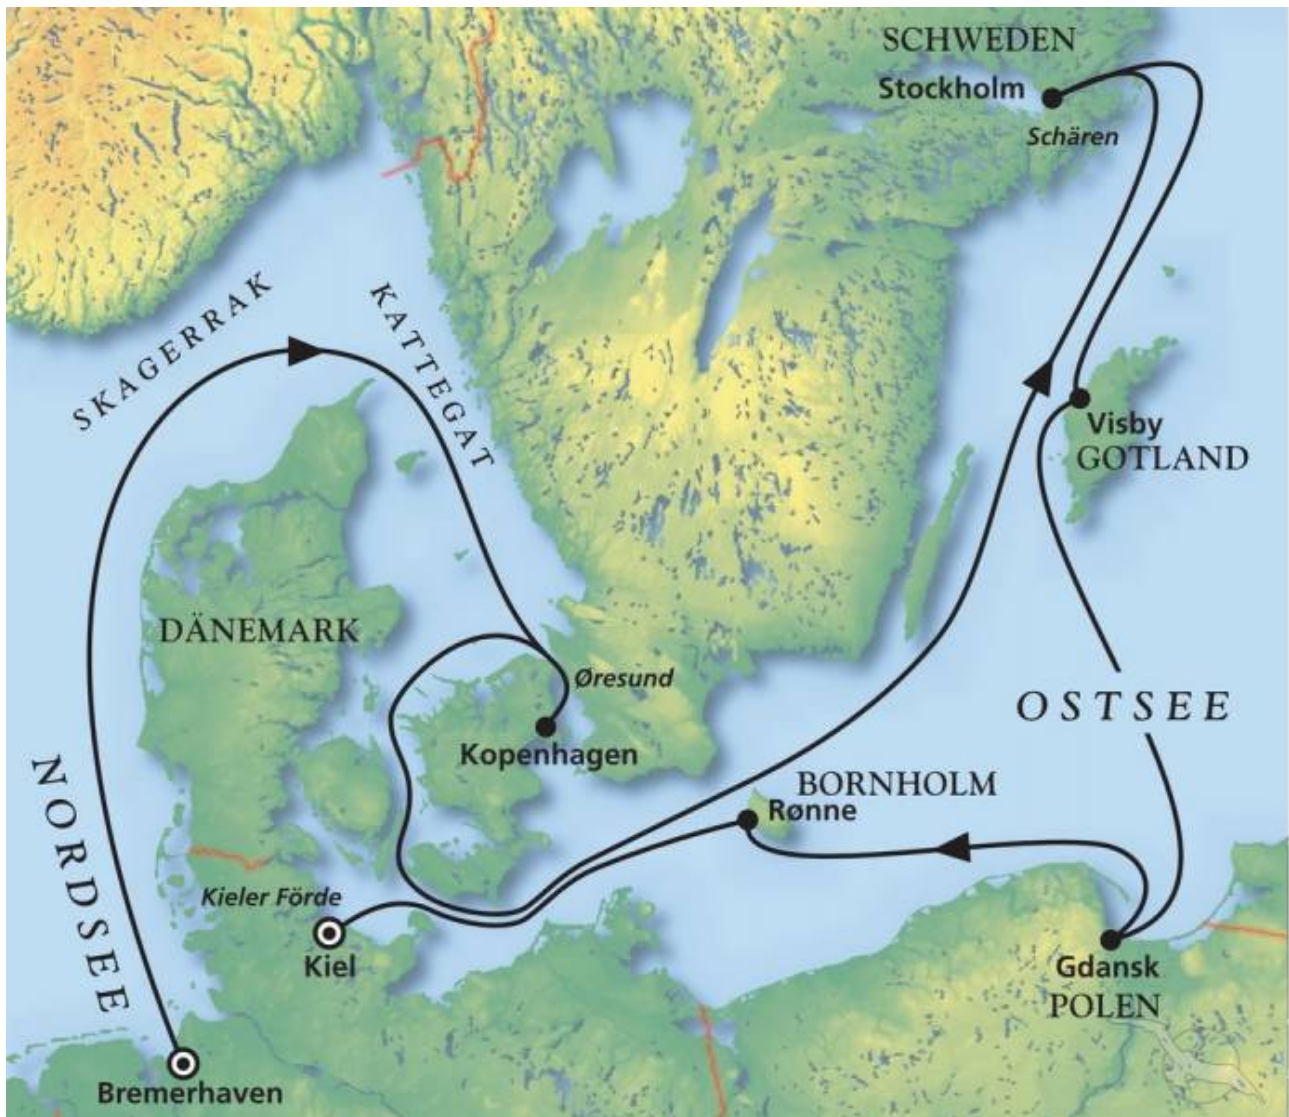 SCHWEDEN
Stockholm
Schären
SKAGERRAK
KATTEGAT
Visby
GOTLAND
DÄNEMARK
Øresund
OSTSEE
Kopenhagen
BORNHOLM
Rønne
NORDSEE
Kieler Förde
Kiel
Gdansk
POLEN
Bremerhaven